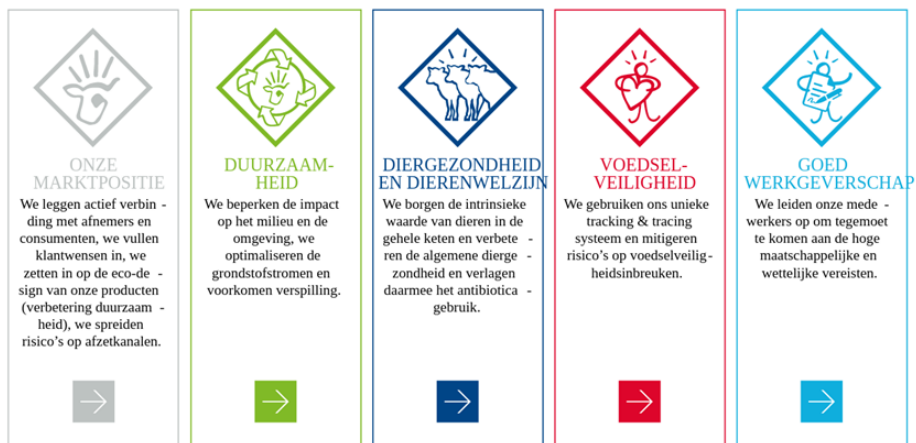 ONZE
MARKTPOSITIE
We leggen actief verbin -
ding met afnemers en
consumenten, we vullen
klantwensen in, we
zetten in op de eco-de -
sign van onze producten
(verbetering duurzaam -
heid), we spreiden
risico’s op afzetkanalen.
DUURZAAM-
HEID
We beperken de impact
op het milieu en de
omgeving, we
optimaliseren de
grondstofstromen en
voorkomen verspilling.
DIERGEZONDHEID
EN DIERENWELZIJN
We borgen de intrinsieke
waarde van dieren in de
gehele keten en verbete -
ren de algemene dierge -
zondheid en verlagen
daarmee het antibiotica -
gebruik.
VOEDSEL-
VEILIGHEID
We gebruiken ons unieke
tracking & tracing
systeem en mitigeren
risico’s op voedselveilig-
heidsinbreuken.
GOED
WERKGEVERSCHAP
We leiden onze mede -
werkers op om tegemoet
te komen aan de hoge
maatschappelijke en
wettelijke vereisten.